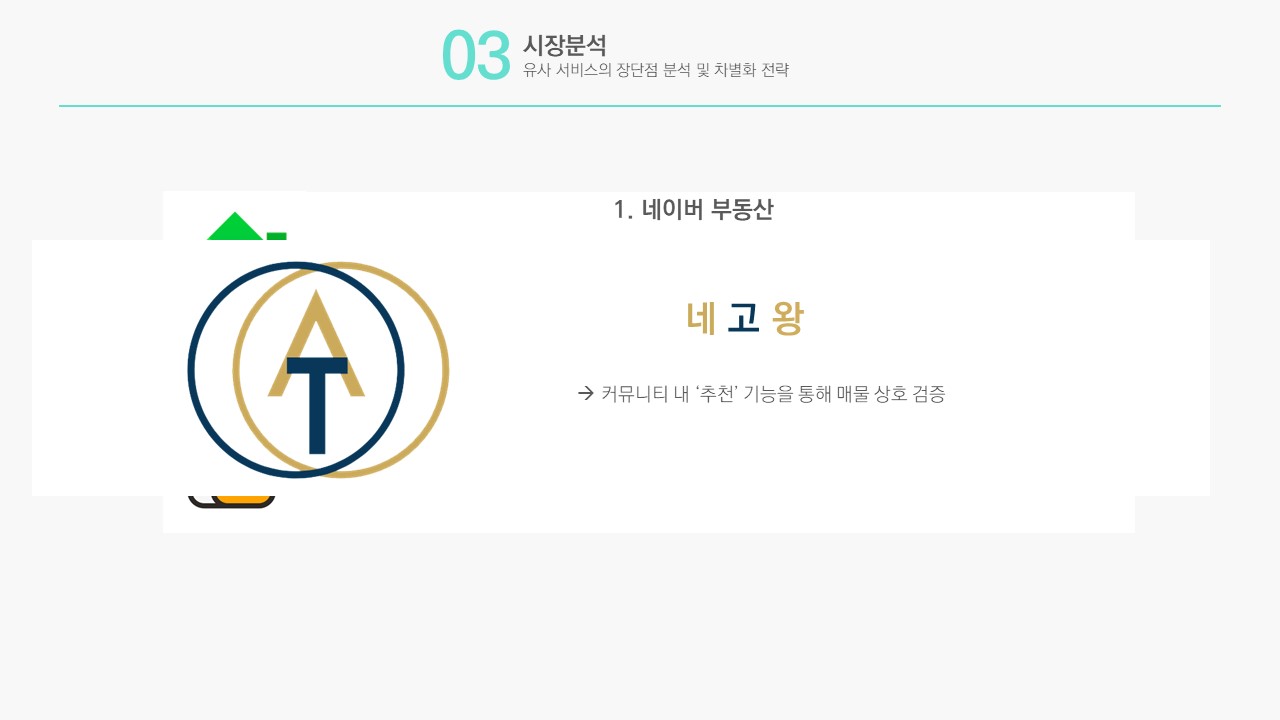 03 시장분석
유사 서비스의 장단점 분석 및 차별화 전략
1. 네이버 부동산
AT
네 고 왕
→ 커뮤니티 내 ‘추천’ 기능을 통해 매물 상호 검증